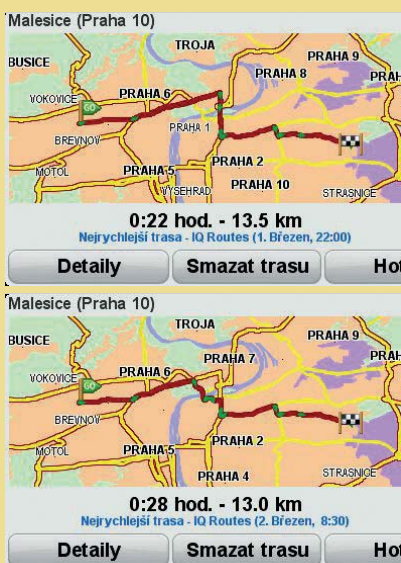 Malesice (Praha 10)
TROJA
PRAHA 9
BUSICE
PRAHA 8
PRAH
VOKOVICE
GO
PRAHA 6
PRAHA 1
BREVNOV
MOTOL
PRAHA 5
PRAHA 2
VYSEHRAD
PRAHA 10
STRASNICE
0:22 hod. - 13.5 km
Nejrychlejší trasa - IQ Routes (1. Březen, 22:00)
Detaily
Smazat trasu
Hot
Malesice (Praha 10)
TROJA
BUSICE
PRAHA 9
PRAHA 7
PRAH
VOKOVICE
GO
PRAHA 6
BREVNOV
MOTOL
PRAHA 5
PRAHA 2
PRAHA 4
STRASNICE
0:28 hod. - 13.0 km
Nejrychlejší trasa - IQ Routes (2. Březen, 8:30)
Detaily
Smazat trasu
Hot